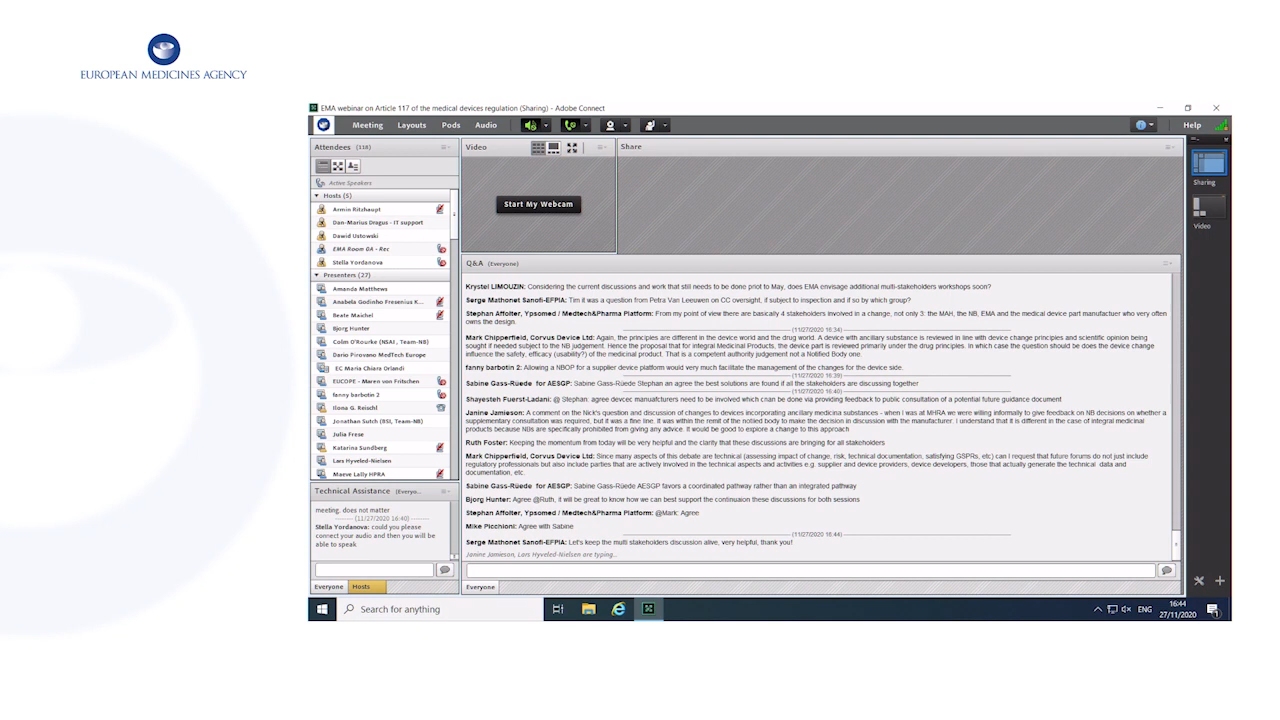 EUROPEAN MEDICINES AGENCY
EMA webinar on Article 117 of the medical devices regulation (Sharing) - Adobe Connect
Meeting Layouts Pods Audio Help
Attendees (318)
Active Speakers
Hosts (5)
Armin Ritzhaupt
Dan-Marius Dragus - IT support
Dawid Ustowski
EMA Room 0A - Rec
Stella Yordanova
Presenters (27)
Amanda Matthews
Anabela Godinho Fresenius K...
Beate Maichel
Bjorg Hunter
Colm O'Rourke (NSAI , Team-NB)
Dario Pirovano MedTech Europe
EC Maria Chiara Orlandi
EUCOPE - Maren von Fritschen
fanny barbotin 2
Ilona G. Reischl
Jonathan Sutch (BSI, Team-NB)
Julia Frese
Katarina Sundberg
Lars Hyveled-Nielsen
Maeve Lally HPRA
Technical Assistance (Everyo...
meeting, does not matter
(11/27/2020 16:40)
Stella Yordanova: could you please
connect your audio and then you will be
able to speak
Everyone Hosts
Video
Start My Webcam
Share
Sharing
Video
Q&A (Everyone)
Krystel LIMOUZIN: Considering the current discussions and work that still needs to be done priot to May, does EMA envisage additional multi-stakeholders workshops soon?
Serge Mathonet Sanofi-EFPIA: Tim it was a question from Petra Van Leeuwen on CC oversight, if subject to inspection and if so by which group?
Stephan Affolter, Ypsomed / Medtech&Pharma Platform: From my point of view there are basically 4 stakeholders involved in a change, not only 3: the MAH, the NB, EMA and the medical device part manufactuer who very often
owns the design.
(11/27/2020 16:34)
Mark Chipperfield, Corvus Device Ltd: Again, the principles are different in the device world and the drug world. A device with ancillary substance is reviewed in line with device change principles and scientific opinion being
sought if needed subject to the NB judgement. Hence the proposal that for integral Medicinal Products, the device part is reviewed primarily under the drug principles. In which case the question should be does the device change
influence the safety, efficacy (usability?) of the medicinal product. That is a competent authority judgement not a Notified Body one.
fanny barbotin 2: Allowing a NBOP for a supplier device platform would very much facilitate the management of the changes for the device side.
(11/27/2020 16:39)
Sabine Gass-Rüede for AESGP: Sabine Gass-Rüede Stephan an agree the best solutions are found if all the stakeholders are discussing together
(11/27/2020 16:40)
Shayesteh Fuerst-Ladani: @ Stephan: agree devcec manuafcturers need to be involved which cnan be done via providing feedback to public consultation of a potential future guidance document
Janine Jamieson: A comment on the Nick's question and discussion of changes to devices incorporating ancillary medicina substances - when I was at MHRA we were willing informally to give feedback on NB decisions on whether a
supplementary consultation was required, but it was a fine line. it was within the remit of the notied body to make the decision in discussion with the manufacturer. I understand that it is different in the case of integral medicinal
products because NBs are specifically prohibited from giving any advice. It would be good to explore a change to this approach
Ruth Foster: Keeping the momentum from today will be very helpful and the clarity that these discussions are bringing for all stakeholders
Mark Chipperfield, Corvus Device Ltd: Since many aspects of this debate are technical (assessing impact of change, risk, technical documentation, satisfying GSPRs, etc) can I request that future forums do not just include
regulatory professionals but also include parties that are actively involved in the technical aspects and activities e.g. supplier and device providers, device developers, those that actually generate the technical data and
documentation, etc.
Sabine Gass-Rüede for AESGP: Sabine Gass-Rüede AESGP favors a coordinated pathway rather than an integrated pathway
Bjorg Hunter: Agree @Ruth, it will be great to know how we can best support the continuaion these discussions for both sessions
Stephan Affolter, Ypsomed / Medtech&Pharma Platform: @Mark: Agree
Mike Picchioni: Agree with Sabine
(11/27/2020 16:44)
Serge Mathonet Sanofi-EFPIA: Let's keep the multi stakeholders discussion alive, very helpful, thank you!
Janine Jamieson, Lars Hyveled-Nielsen are typing...
Everyone
Search for anything
ENG
16:44
27/11/2020
1